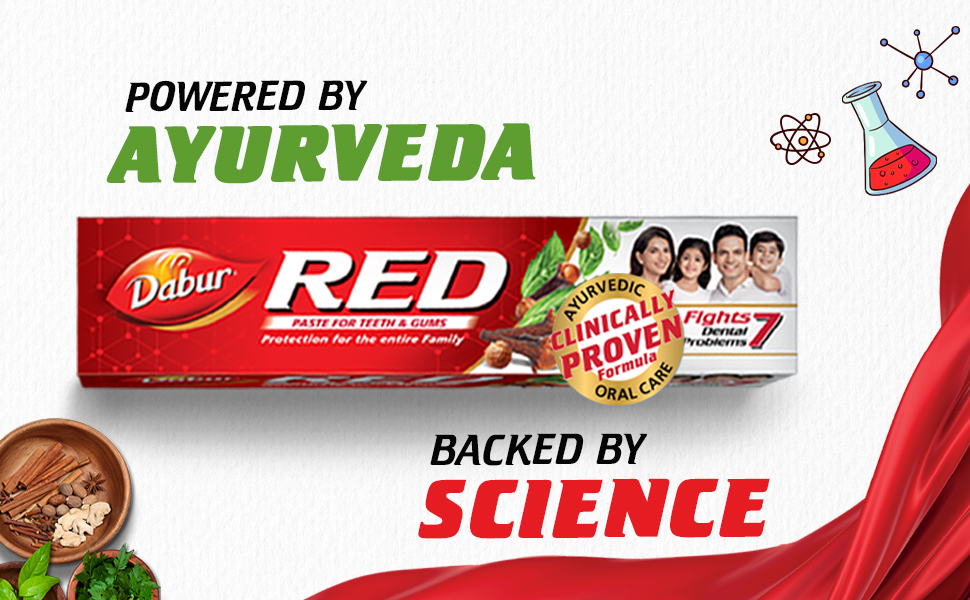 POWERED BY
AYURVEDA
Dabur
RED
PASTE FOR TEETH & GUMS
Protection for the entire Family
AYURVEDIC
CLINICALLY
PROVEN
Formula
ORAL CARE
Fights
Dental
Problems
7
BACKED BY
SCIENCE